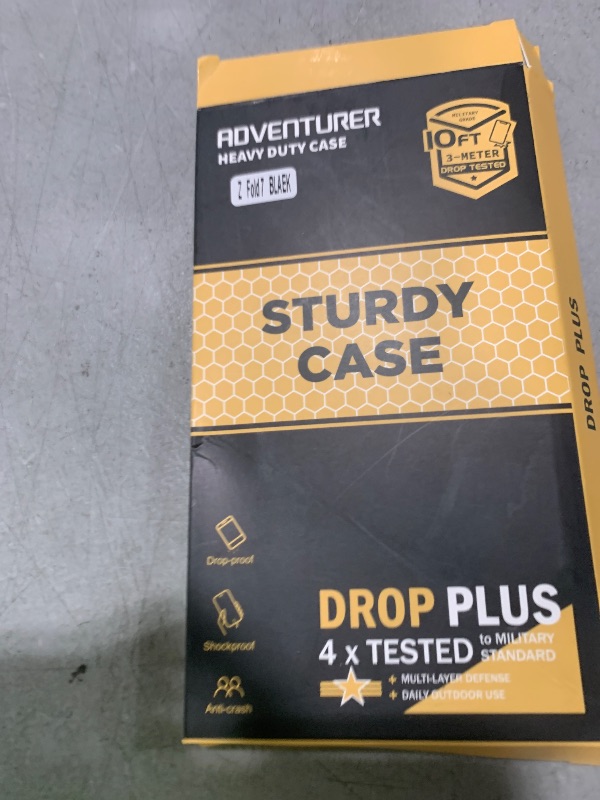 ADVENTURER
HEAVY DUTY CASE
Z Fold7 BLAEK
MILITARY
GRADE
10FT
3-METER
DROP TESTED
STURDY
CASE
DROP PLUS
Drop-proof
Shockproof
Anti-crash
DROP PLUS
4 x TESTED to MILITARY STANDARD
+ MULTI-LAYER DEFENSE
+ DAILY OUTDOOR USE